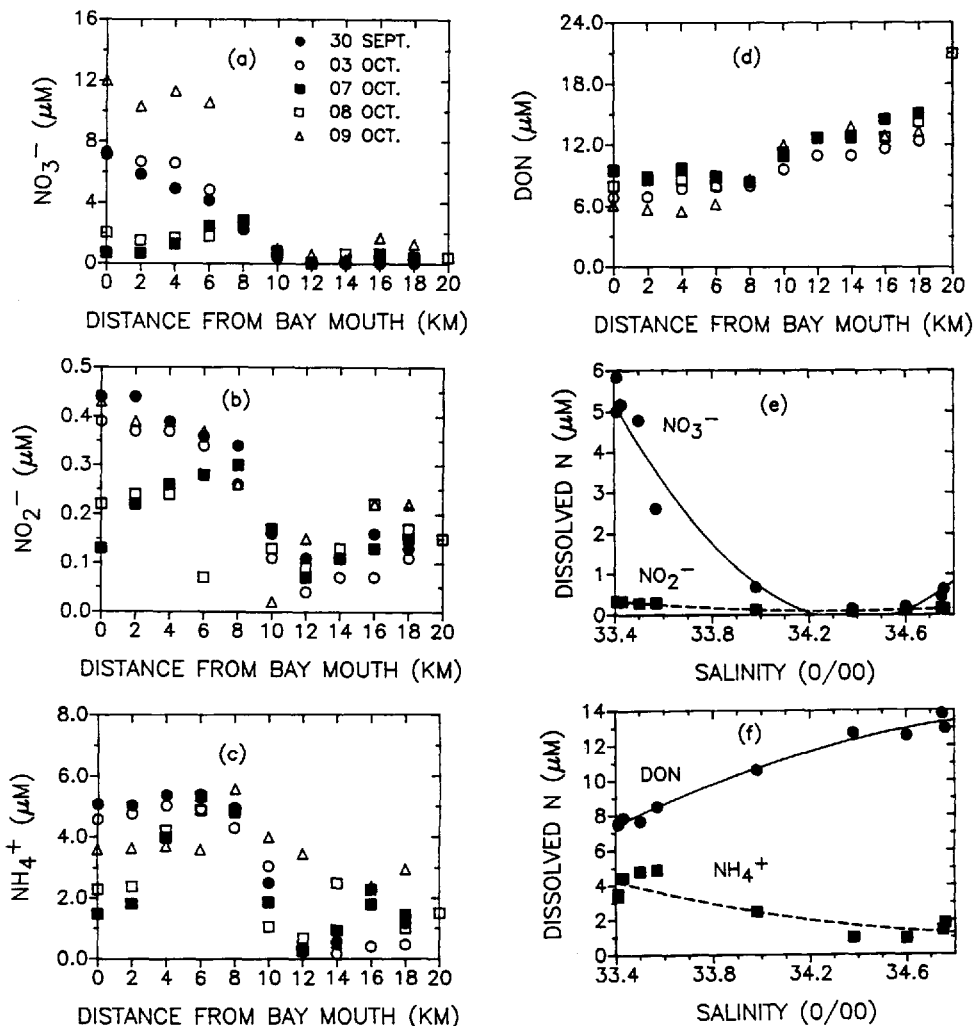 (a)
NO3− (μM)
16
12
8
4
0
30 SEPT.
03 OCT.
07 OCT.
08 OCT.
09 OCT.
0 2 4 6 8 10 12 14 16 18 20
DISTANCE FROM BAY MOUTH (KM)
(d)
DON (μM)
24.0
18.0
12.0
6.0
0.0
0 2 4 6 8 10 12 14 16 18 20
DISTANCE FROM BAY MOUTH (KM)
(b)
NO2− (μM)
0.4
0.3
0.2
0.1
0.0
0 2 4 6 8 10 12 14 16 18 20
DISTANCE FROM BAY MOUTH (KM)
(e)
DISSOLVED N (μM)
6
5
4
3
2
1
0
NO3−
NO2−
33.4 33.8 34.2 34.6
SALINITY (0/00)
(c)
NH4+ (μM)
8.0
6.0
4.0
2.0
0.0
0 2 4 6 8 10 12 14 16 18 20
DISTANCE FROM BAY MOUTH (KM)
(f)
DISSOLVED N (μM)
14
12
10
8
6
4
2
0
DON
NH4+
33.4 33.8 34.2 34.6
SALINITY (0/00)